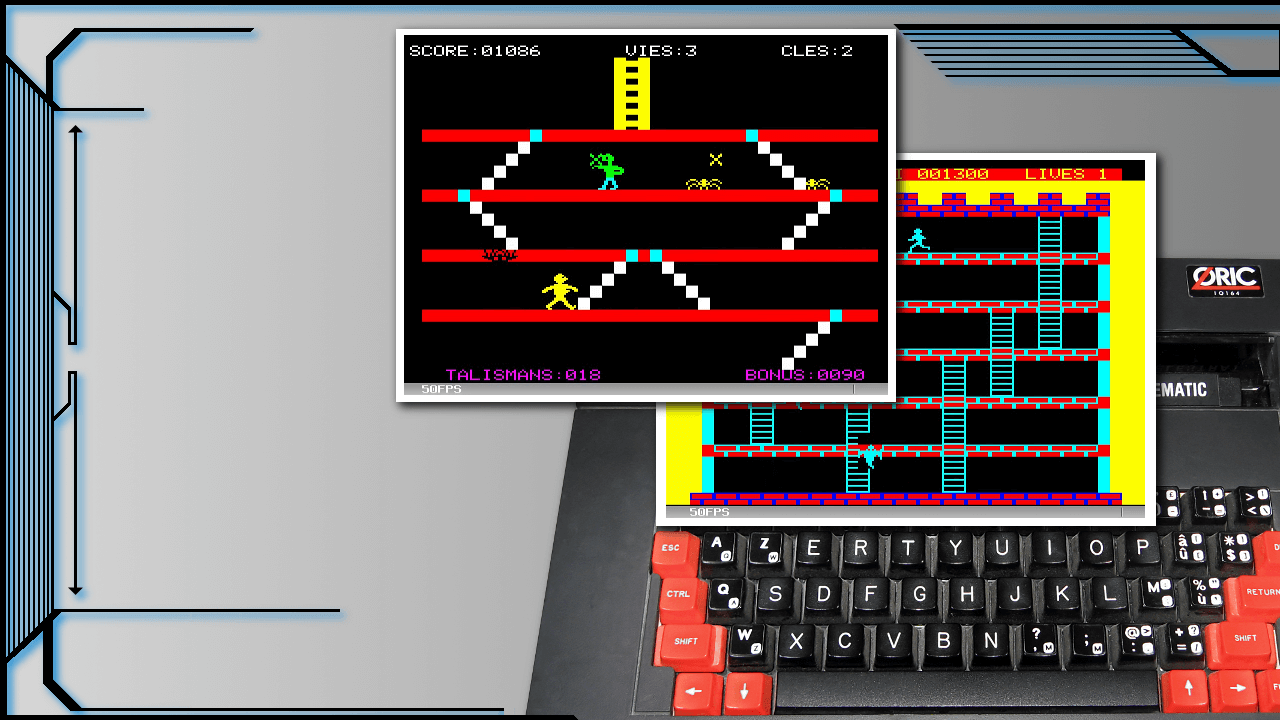 SCORE:01086 VIES:3 CLES:2
TALISMANS:018 BONUS:0090
50FPS
001300 LIVES 1
50FPS
ORIC
EMATIC
ESC A Q Z W E R T Y U I O P
CTRL Q A S D F G H J K L M RETURN
SHIFT W Z X C V B N ? , M ; : SHIFT
← ↓ ↑ →